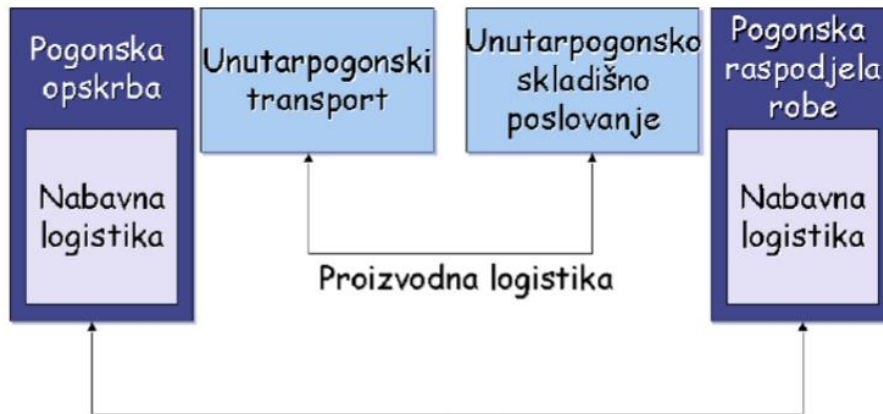 Pogonska
opskrba
Nabavna
logistika
Unutarpogonski
transport
Unutarpogonsko
skladišno
poslovanje
Pogonska
raspodjela
robe
Nabavna
logistika
Proizvodna logistika